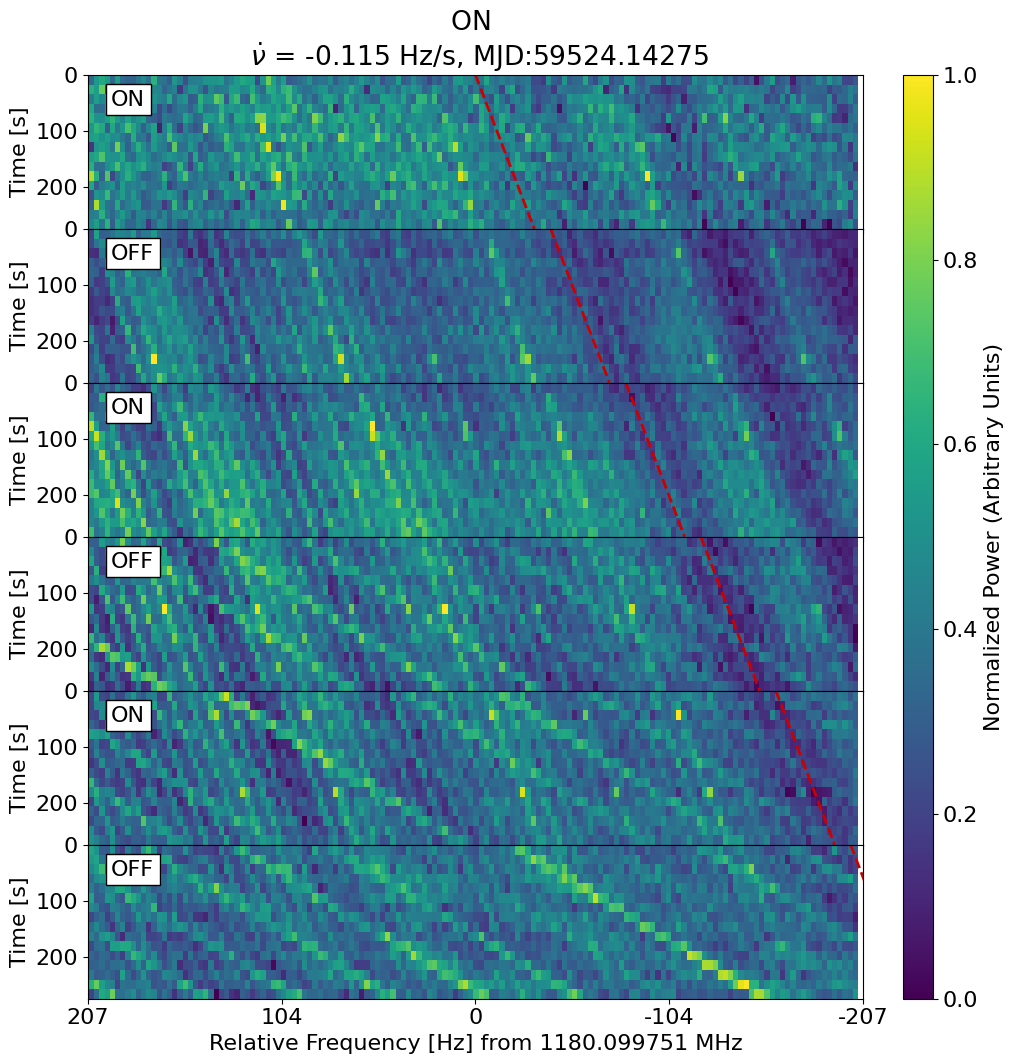 ON
ν̇ = -0.115 Hz/s, MJD:59524.14275
0
ON
100
200
Time [s]
0
OFF
100
200
Time [s]
0
ON
100
200
Time [s]
0
OFF
100
200
Time [s]
0
ON
100
200
Time [s]
0
OFF
100
200
Time [s]
207 104 0 -104 -207
Relative Frequency [Hz] from 1180.099751 MHz
1.0
0.8
0.6
0.4
0.2
0.0
Normalized Power (Arbitrary Units)